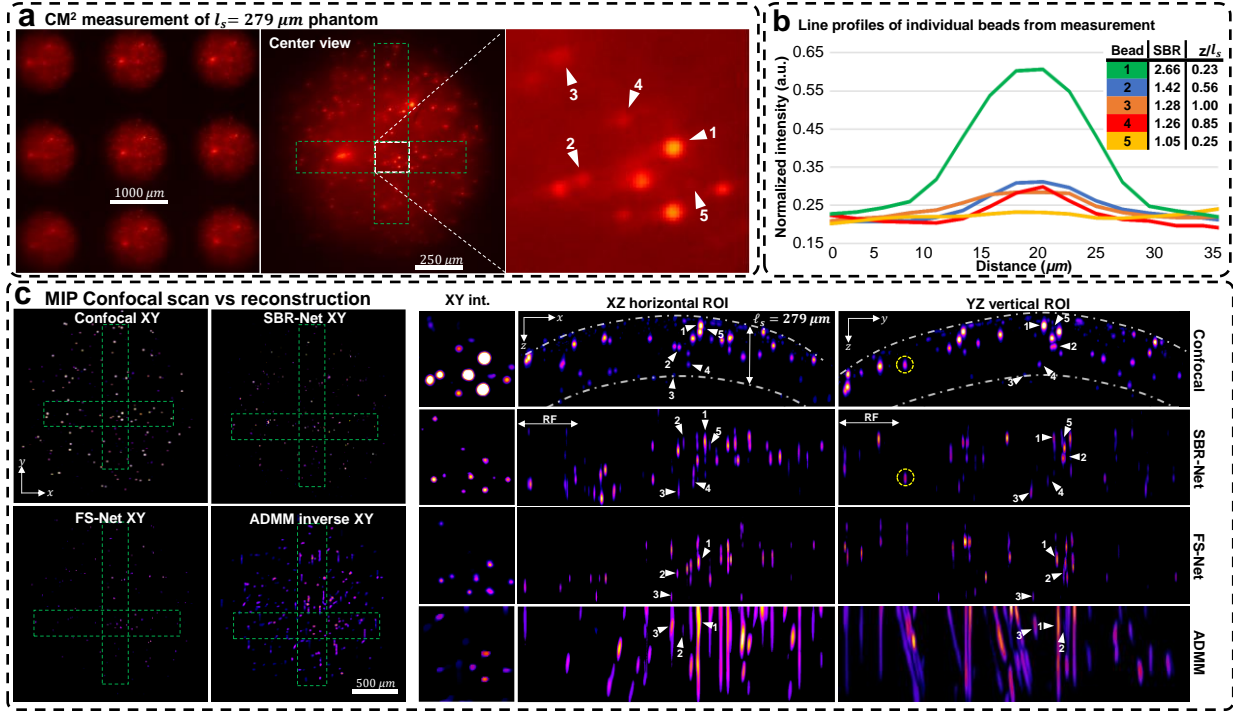 a CM² measurement of l_s= 279 μm phantom
Center view
1000 μm
250 μm
1
2
3
4
5
b Line profiles of individual beads from measurement
Normalized intensity (a.u.)
0.65
0.55
0.45
0.35
0.25
0.15
0 5 10 15 20 25 30 35
Distance (μm)
Bead SBR z/l_s
1 2.66 0.23
2 1.42 0.56
3 1.28 1.00
4 1.26 0.85
5 1.05 0.25
c MIP Confocal scan vs reconstruction
Confocal XY
SBR-Net XY
y
x
FS-Net XY
ADMM inverse XY
500 μm
XY int.
XZ horizontal ROI
YZ vertical ROI
x
z
ℓ_s = 279 μm
1
5
2
4
3
y
z
5
1
2
4
3
Confocal
RF
2
1
5
4
3
RF
5
1
2
4
3
SBR-Net
1
2
3
1
2
3
FS-Net
3
1
2
1
3
2
ADMM